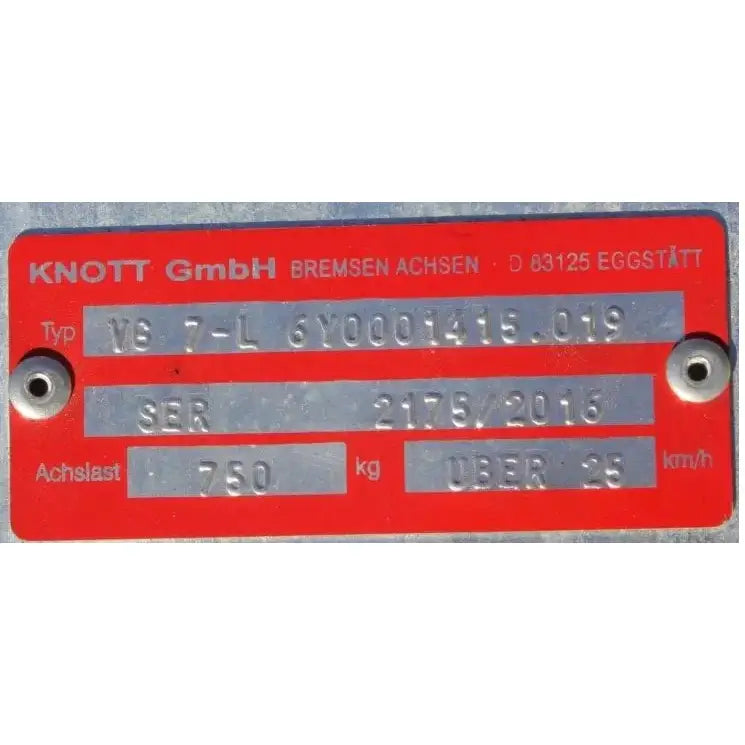 KNOTT GmbH BREMSEN ACHSEN · D 83125 EGGSTÄTT
Typ VG 7-L 6Y0001415.019
SER 2175/2015
Achslast 750 kg UBER 25 km/h